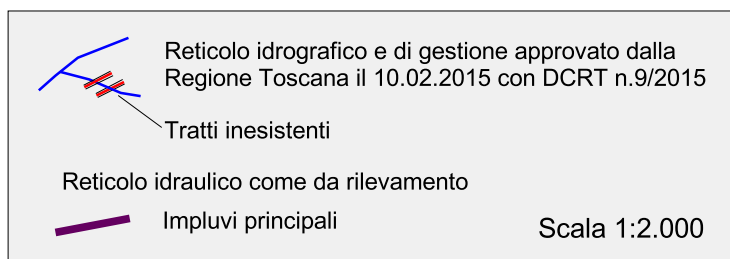 Reticolo idrografico e di gestione approvato dalla
Regione Toscana il 10.02.2015 con DCRT n.9/2015
Tratti inesistenti
Reticolo idraulico come da rilevamento
Impluvi principali
Scala 1:2.000